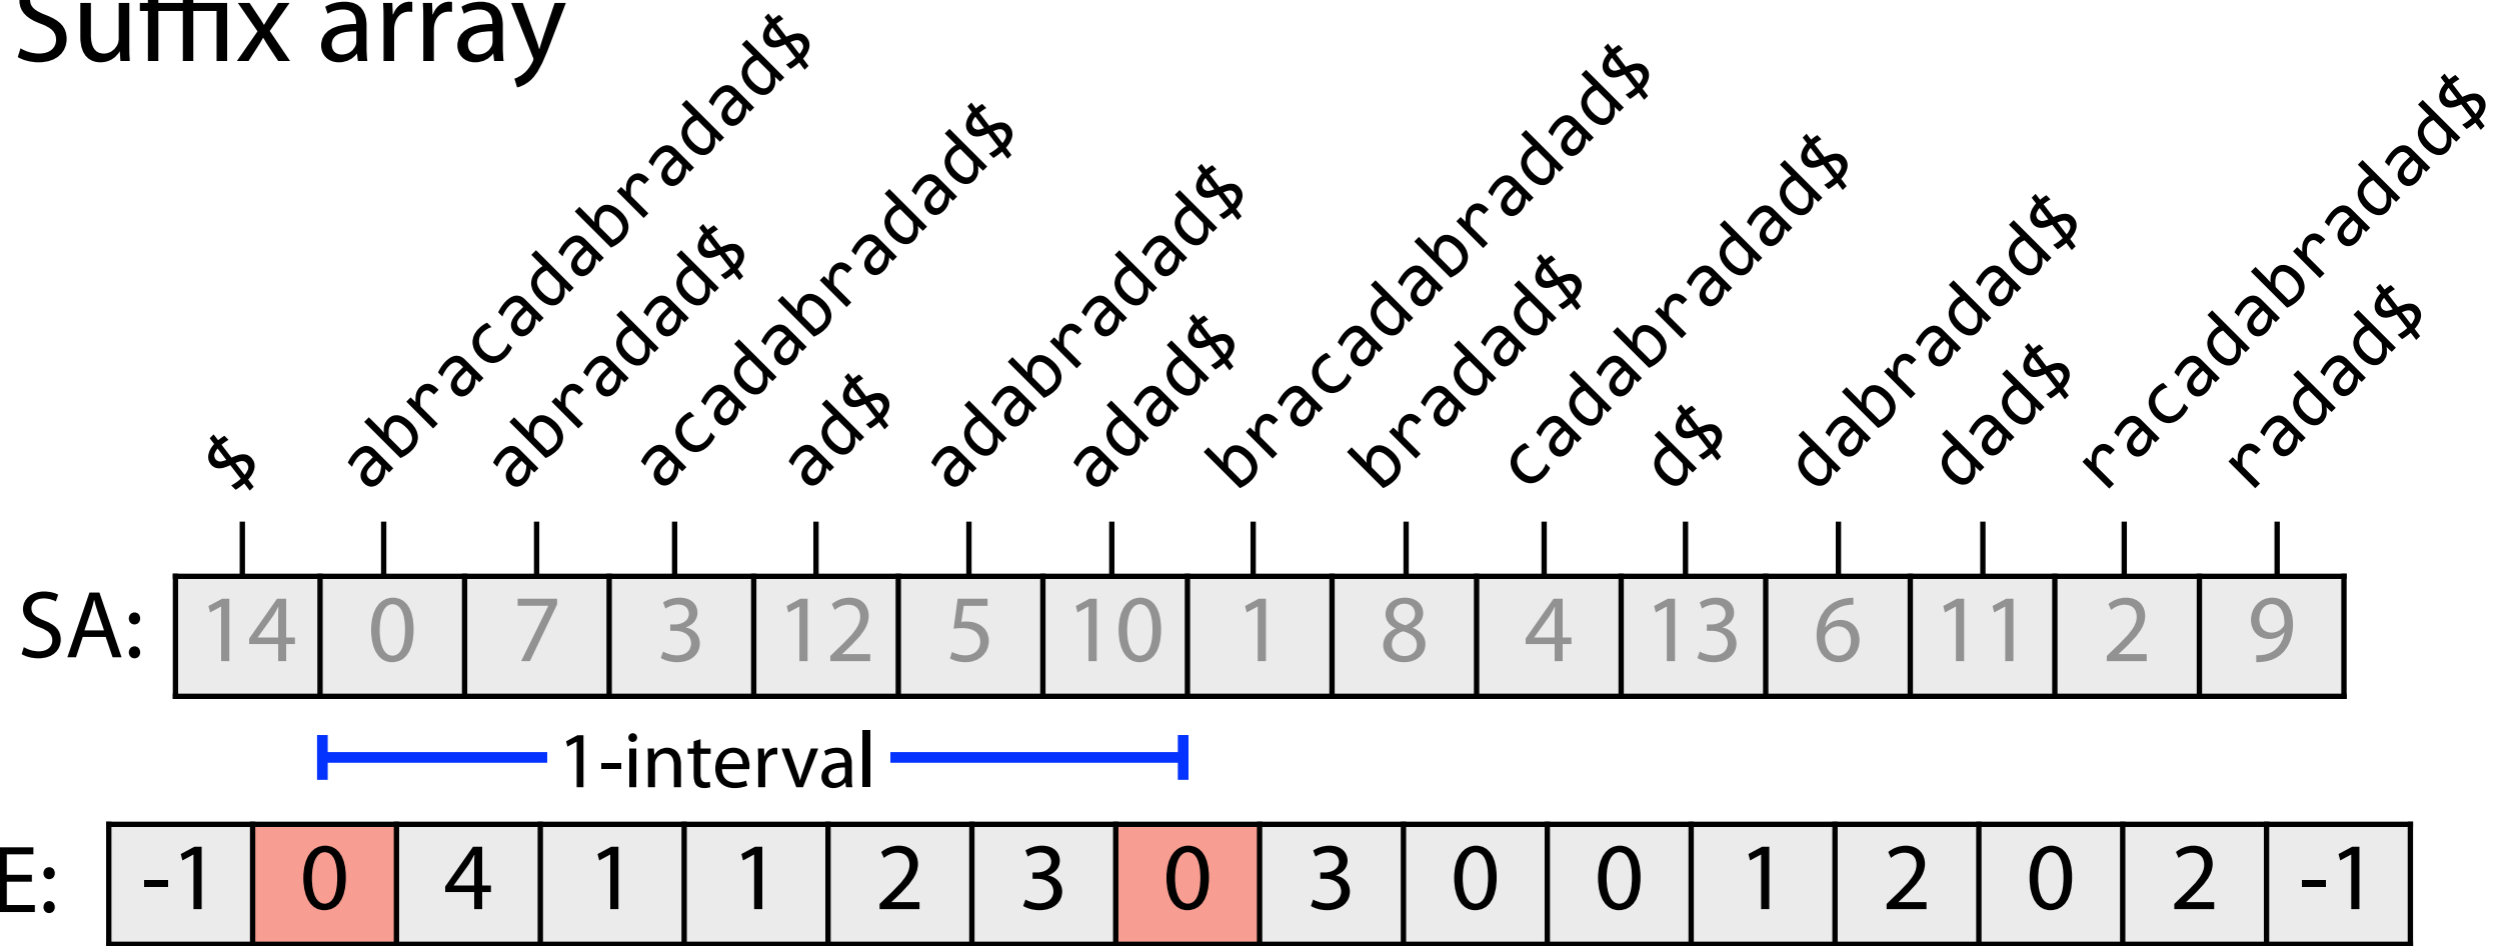 Suffix array
$ abracadabradad$ abradad$ acadabradad$ ad$ adabradad$ adad$ bracadabradad$ bradad$ cadabradad$ d$ dabradad$ dad$ racadabradad$ radad$
SA: 14 0 7 3 12 5 10 1 8 4 13 6 11 2 9
1-interval
E: -1 0 4 1 1 2 3 0 3 0 0 1 2 0 2 -1